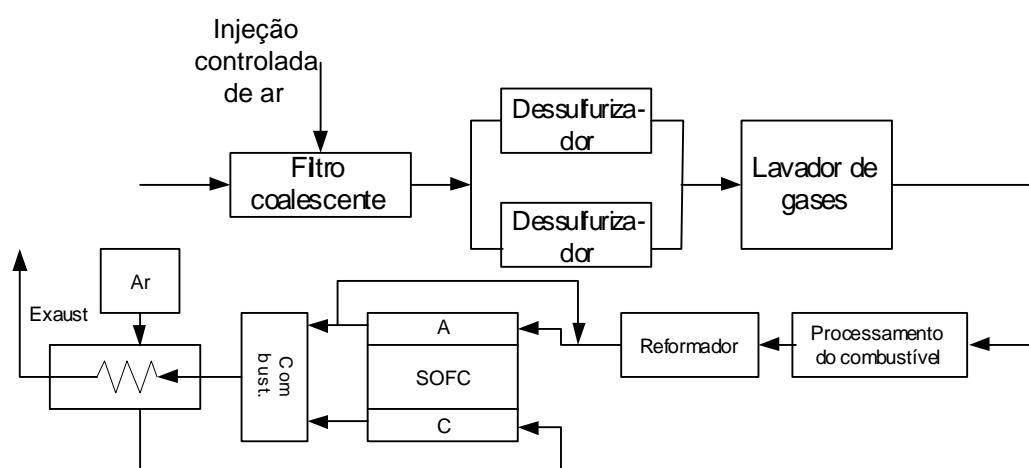 Injeção
controlada
de ar
Filtro
coalescente
Dessulfuriza-
dor
Dessulfuriza-
dor
Lavador de
gases
Exaust
Ar
Com
bust.
A
SOFC
C
Reformador
Processamento
do combustível